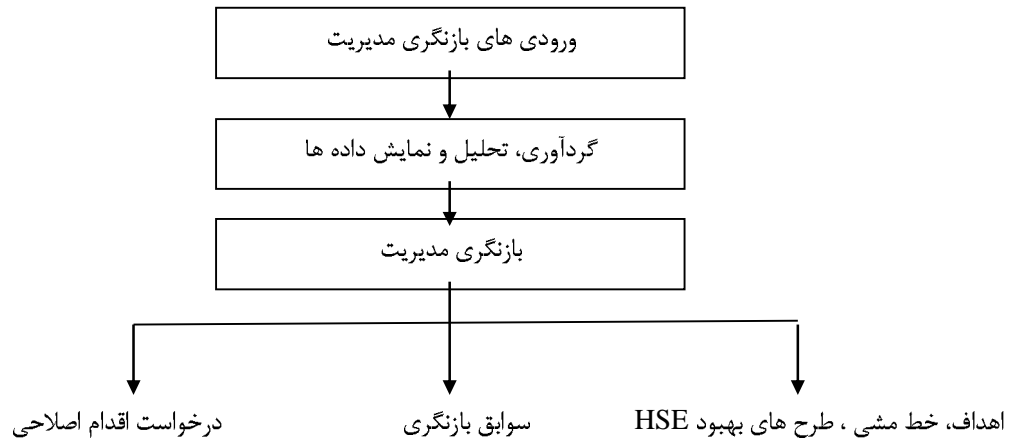 ورودی های بازنگری مدیریت
گردآوری، تحلیل و نمایش داده ها
بازنگری مدیریت
اهداف، خط مشی ، طرح های بهبود HSE
سوابق بازنگری
درخواست اقدام اصلاحی